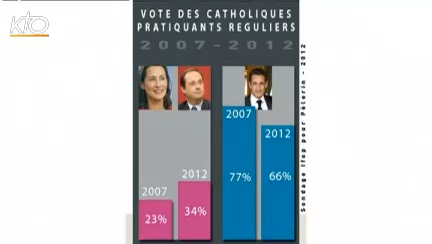 KTO
VOTE DES CATHOLIQUES
PRATIQUANTS REGULIERS
2007-2012
2007
23%
2012
34%
2007
77%
2012
66%
Sondage Ifop pour Pèlerin - 2012